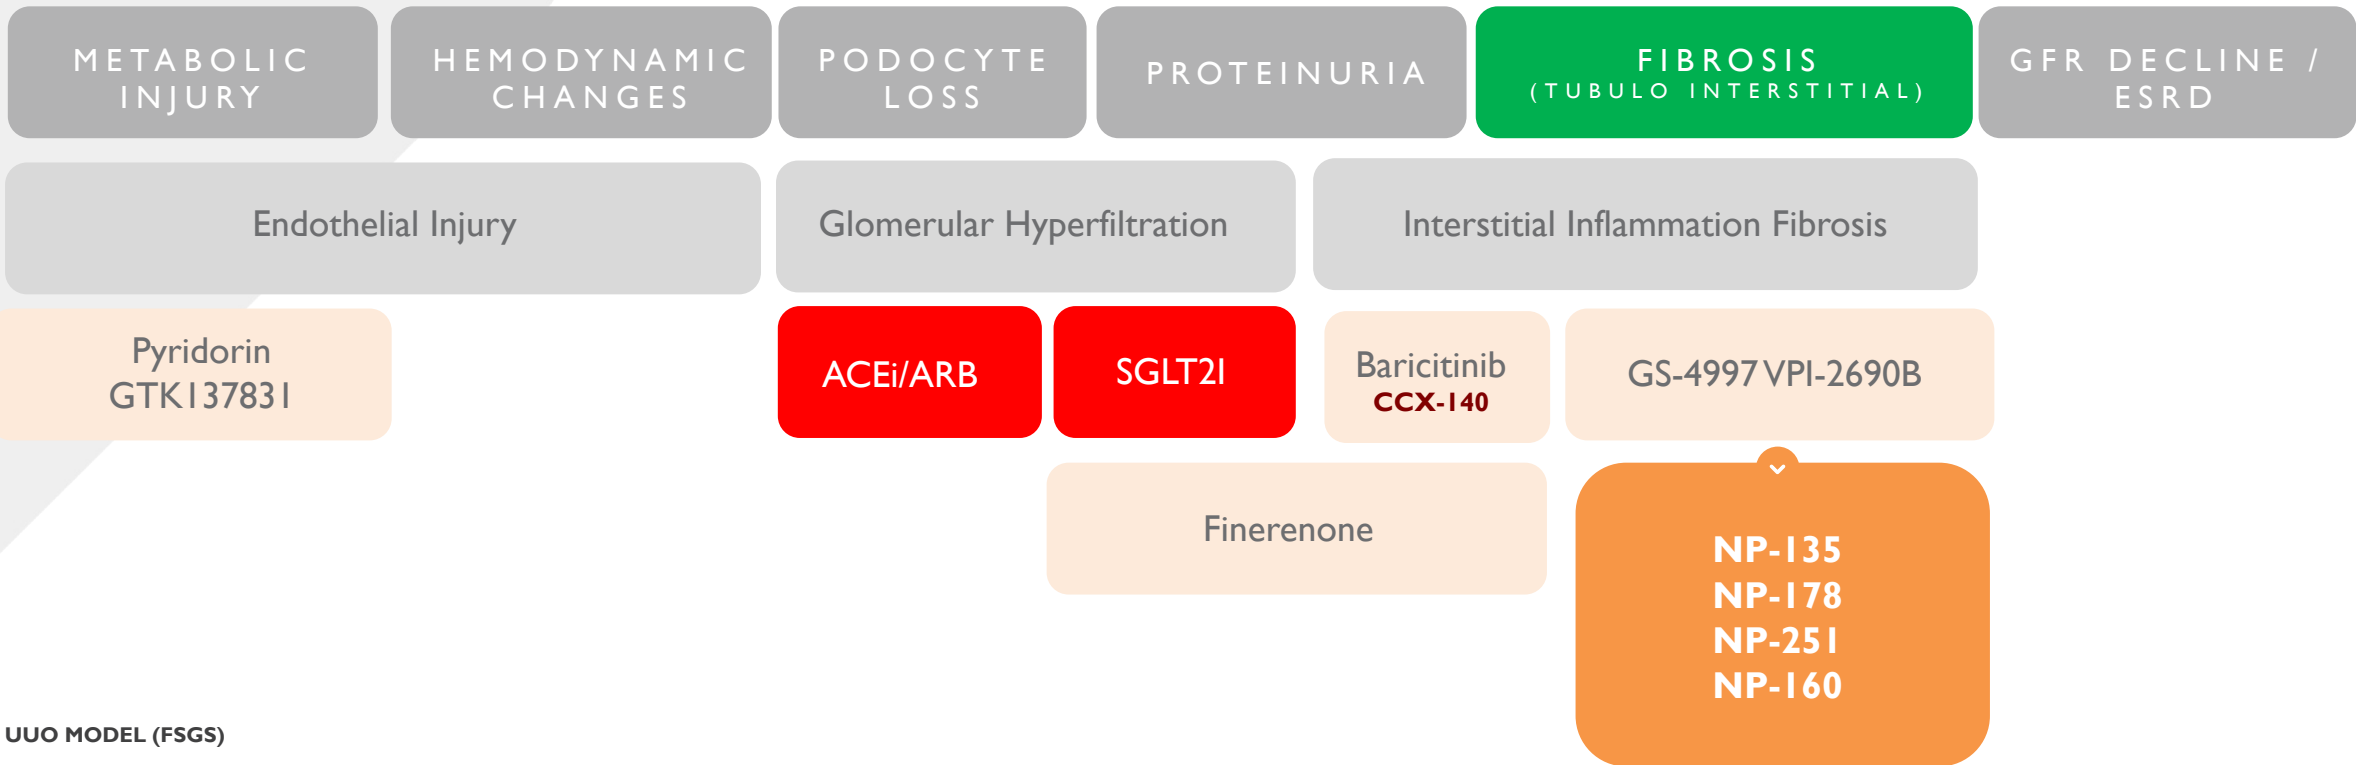 METABOLIC
INJURY
HEMODYNAMIC
CHANGES
PODOCYTE
LOSS
PROTEINURIA
FIBROSIS
(TUBULO INTERSTITIAL)
GFR DECLINE /
ESRD
Endothelial Injury
Glomerular Hyperfiltration
Interstitial Inflammation Fibrosis
Pyridorin
GTK137831
ACEi/ARB
SGLT2I
Baricitinib
CCX-140
GS-4997 VPI-2690B
Finerenone
NP-135
NP-178
NP-251
NP-160
UUO MODEL (FSGS)